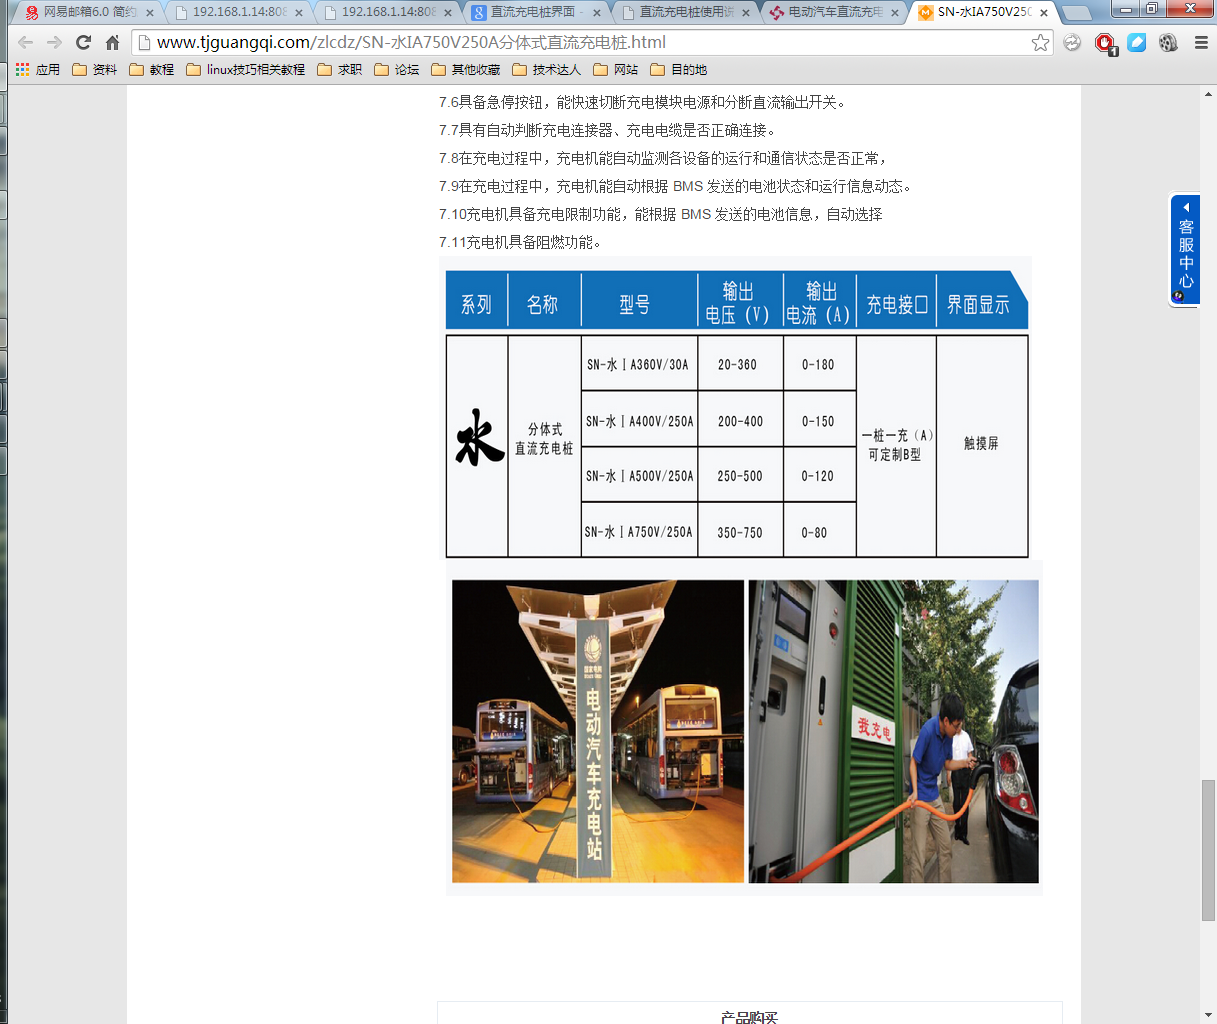 网易邮箱6.0 简约
192.168.1.14:808
192.168.1.14:808
直流充电桩界面 -
直流充电桩使用说
电动汽车直流充电
SN-水IA750V250
www.tjguangqi.com/zlcdz/SN-水IA750V250A分体式直流充电桩.html
1
应用 资料 教程 linux技巧相关教程 求职 论坛 其他收藏 技术达人 网站 目的地
7.6具备急停按钮，能快速切断充电模块电源和分断直流输出开关。
7.7具有自动判断充电连接器、充电电缆是否正确连接。
7.8在充电过程中，充电机能自动监测各设备的运行和通信状态是否正常，
7.9在充电过程中，充电机能自动根据 BMS 发送的电池状态和运行信息动态。
7.10充电机具备充电限制功能，能根据 BMS 发送的电池信息，自动选择
7.11充电机具备阻燃功能。
客服中心
系列 名称 型号 输出电压（V） 输出电流（A） 充电接口 界面显示
水
分体式
直流充电桩
SN-水ⅠA360V/30A 20-360 0-180
SN-水ⅠA400V/250A 200-400 0-150
SN-水ⅠA500V/250A 250-500 0-120
SN-水ⅠA750V/250A 350-750 0-80
一桩一充（A）
可定制B型
触摸屏
国家电网
电动汽车充电站
我充电
产品购买